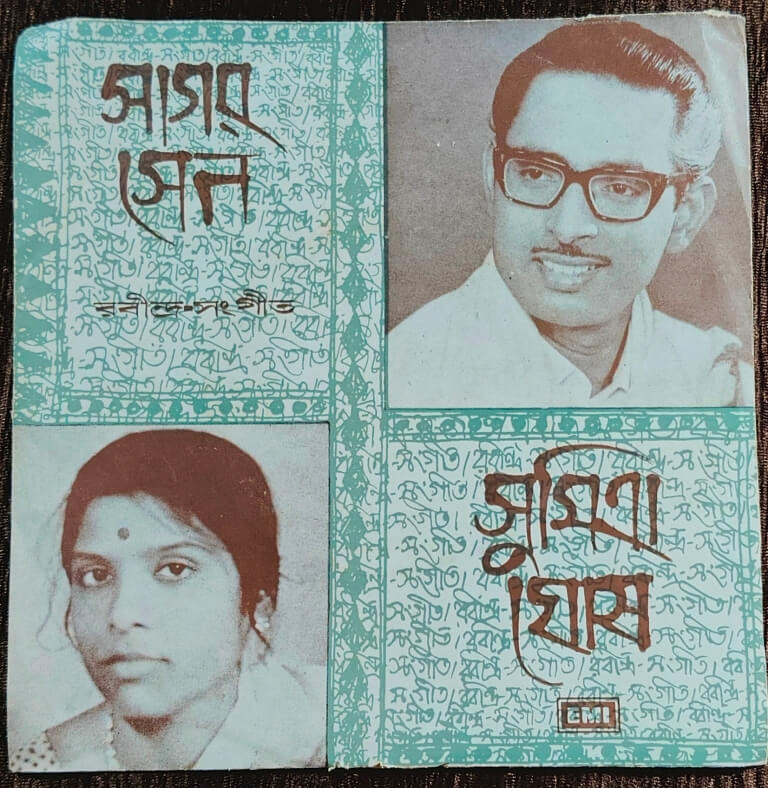 সাগর
সেন
রবীন্দ্র-সংগীত
সুমিত্রা
ঘোষ
EMI